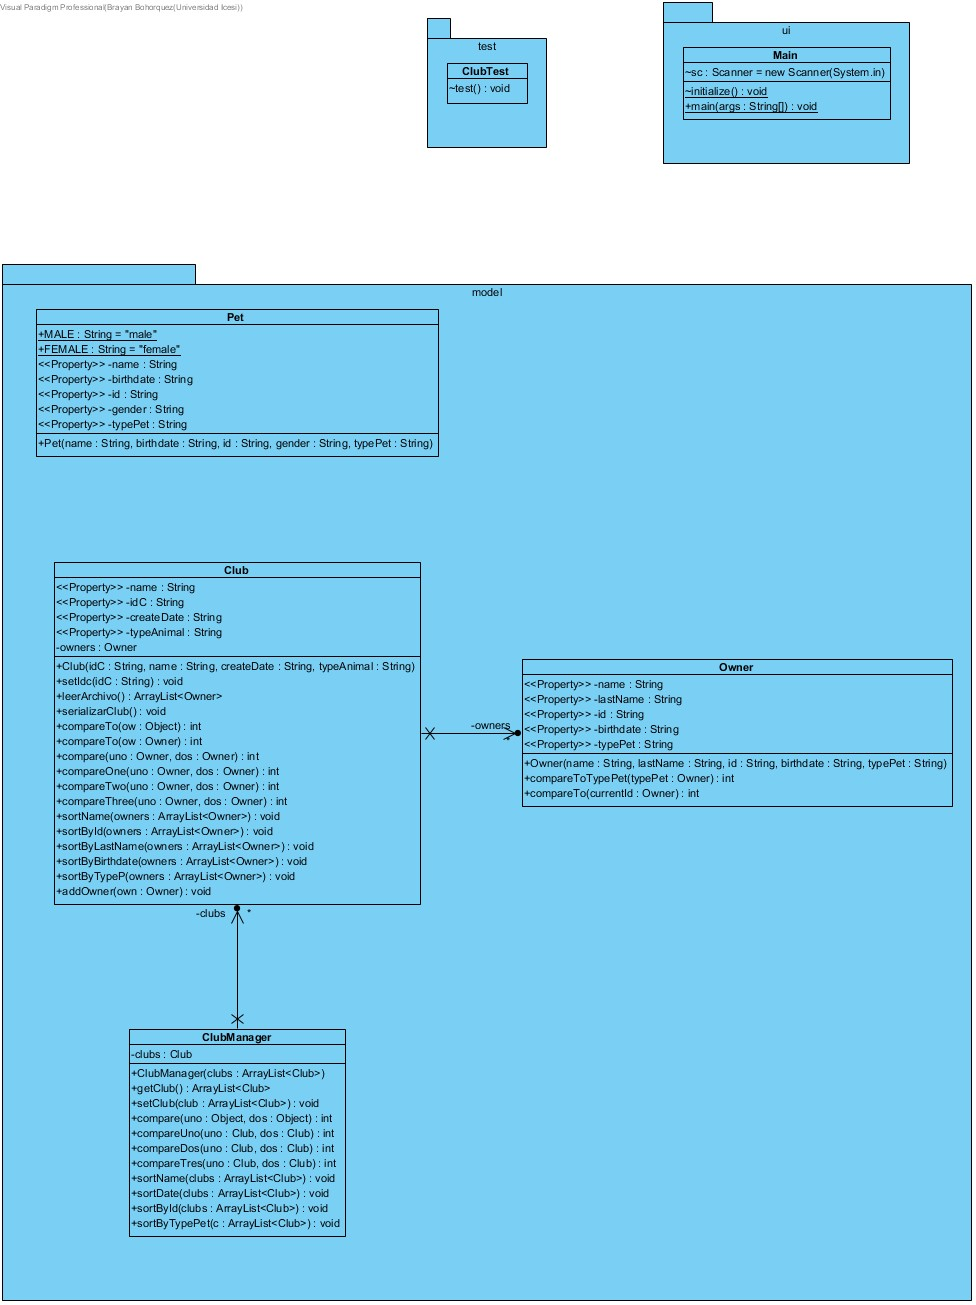 Visual Paradigm Professional(Brayan Bohorquez(Universidad Icesi))
test
ClubTest
~test() : void
ui
Main
~sc : Scanner = new Scanner(System.in)
~initialize() : void
+main(args : String[]) : void
model
Pet
+MALE : String = "male"
+FEMALE : String = "female"
<<Property>> -name : String
<<Property>> -birthdate : String
<<Property>> -id : String
<<Property>> -gender : String
<<Property>> -typePet : String
+Pet(name : String, birthdate : String, id : String, gender : String, typePet : String)
Club
<<Property>> -name : String
<<Property>> -idC : String
<<Property>> -createDate : String
<<Property>> -typeAnimal : String
-owners : Owner
+Club(idC : String, name : String, createDate : String, typeAnimal : String)
+setIdc(idC : String) : void
+leerArchivo() : ArrayList<Owner>
+serializarClub() : void
+compareTo(ow : Object) : int
+compareTo(ow : Owner) : int
+compare(uno : Owner, dos : Owner) : int
+compareOne(uno : Owner, dos : Owner) : int
+compareTwo(uno : Owner, dos : Owner) : int
+compareThree(uno : Owner, dos : Owner) : int
+sortName(owners : ArrayList<Owner>) : void
+sortById(owners : ArrayList<Owner>) : void
+sortByLastName(owners : ArrayList<Owner>) : void
+sortByBirthdate(owners : ArrayList<Owner>) : void
+sortByTypeP(owners : ArrayList<Owner>) : void
+addOwner(own : Owner) : void
-owners
*
Owner
<<Property>> -name : String
<<Property>> -lastName : String
<<Property>> -id : String
<<Property>> -birthdate : String
<<Property>> -typePet : String
+Owner(name : String, lastName : String, id : String, birthdate : String, typePet : String)
+compareToTypePet(typePet : Owner) : int
+compareTo(currentId : Owner) : int
-clubs *
ClubManager
-clubs : Club
+ClubManager(clubs : ArrayList<Club>)
+getClub() : ArrayList<Club>
+setClub(club : ArrayList<Club>) : void
+compare(uno : Object, dos : Object) : int
+compareUno(uno : Club, dos : Club) : int
+compareDos(uno : Club, dos : Club) : int
+compareTres(uno : Club, dos : Club) : int
+sortName(clubs : ArrayList<Club>) : void
+sortDate(clubs : ArrayList<Club>) : void
+sortById(clubs : ArrayList<Club>) : void
+sortByTypePet(c : ArrayList<Club>) : void